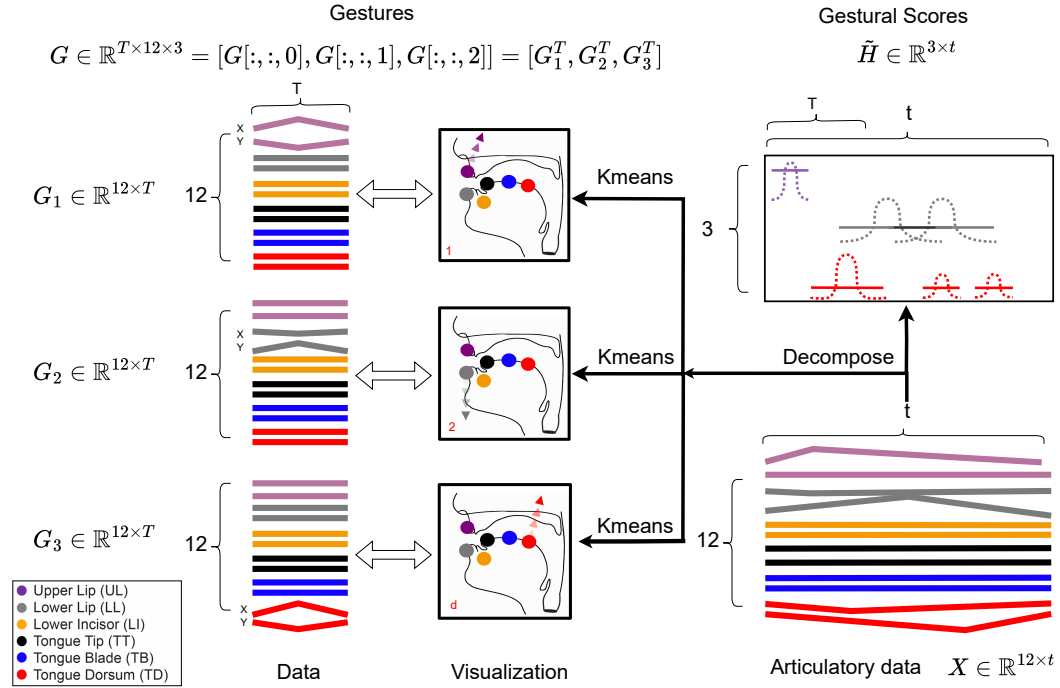 Gestures
Gestural Scores
G ∈ ℝ^{T×12×3} = [G[:,:,0], G[:,:,1], G[:,:,2]] = [G_1^T, G_2^T, G_3^T]
H̃ ∈ ℝ^{3×t}
T
X
Y
12
G_1 ∈ ℝ^{12×T}
1
Kmeans
T
t
3
X
Y
12
G_2 ∈ ℝ^{12×T}
2
Kmeans
Decompose
t
12
G_3 ∈ ℝ^{12×T}
X
Y
d
Kmeans
12
Upper Lip (UL)
Lower Lip (LL)
Lower Incisor (LI)
Tongue Tip (TT)
Tongue Blade (TB)
Tongue Dorsum (TD)
Data
Visualization
Articulatory data X ∈ ℝ^{12×t}